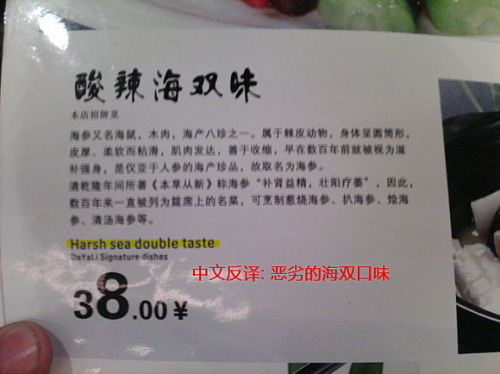 酸辣海双味
本店招牌菜
海参又名海鼠，木肉，海产八珍之一。属于棘皮动物，身体呈圆筒形，
皮厚、柔软而粘滑，肌肉发达，善于收缩，早在数百年前就被视为滋
补强身，是仅亚于人参的海产珍品，故取名为海参。
清乾隆年间所著《本草从新》称海参“补肾益精，壮阳疗萎”，因此，
数百年来一直被列为筵席上的名菜，可烹制葱烧海参、扒海参、烩海
参、清汤海参等。
Harsh sea double taste
DaYaLi Signature dishes
中文反译: 恶劣的海双口味
38.00¥